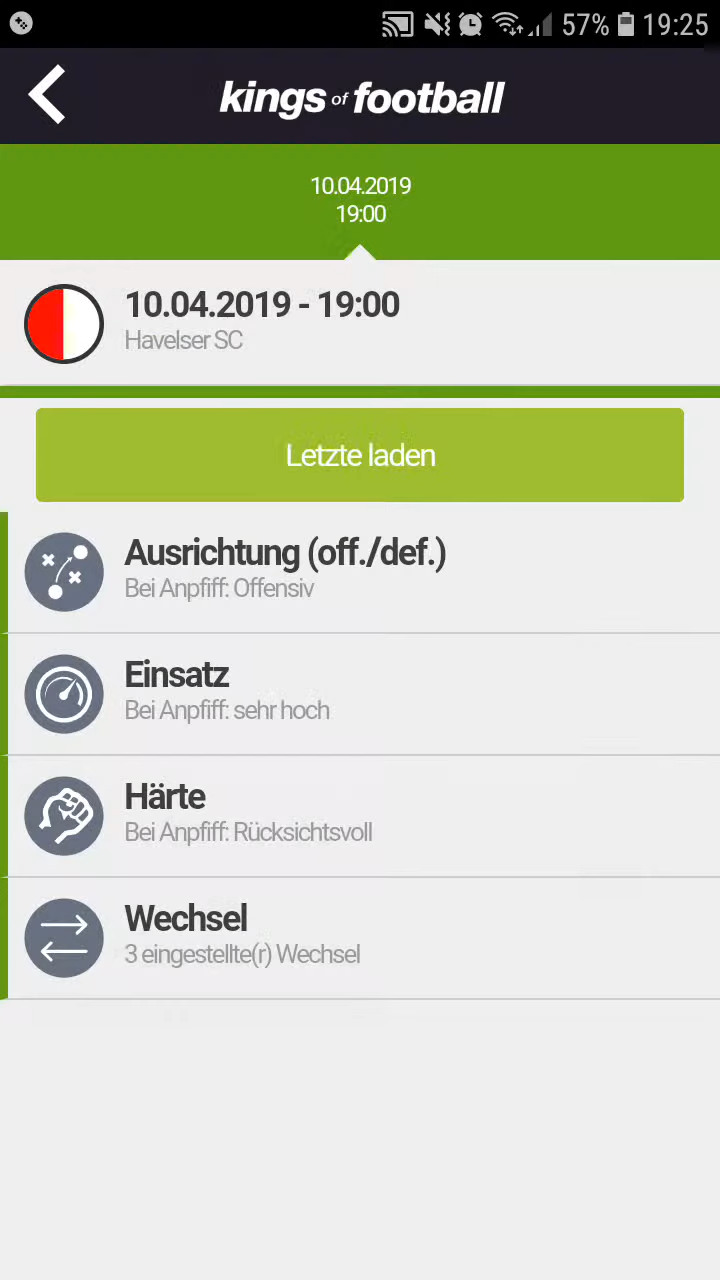 57% 19:25
kings of football
10.04.2019
19:00
10.04.2019 - 19:00
Havelser SC
Letzte laden
Ausrichtung (off./def.)
Bei Anpfiff: Offensiv
Einsatz
Bei Anpfiff: sehr hoch
Härte
Bei Anpfiff: Rücksichtsvoll
Wechsel
3 eingestellte(r) Wechsel